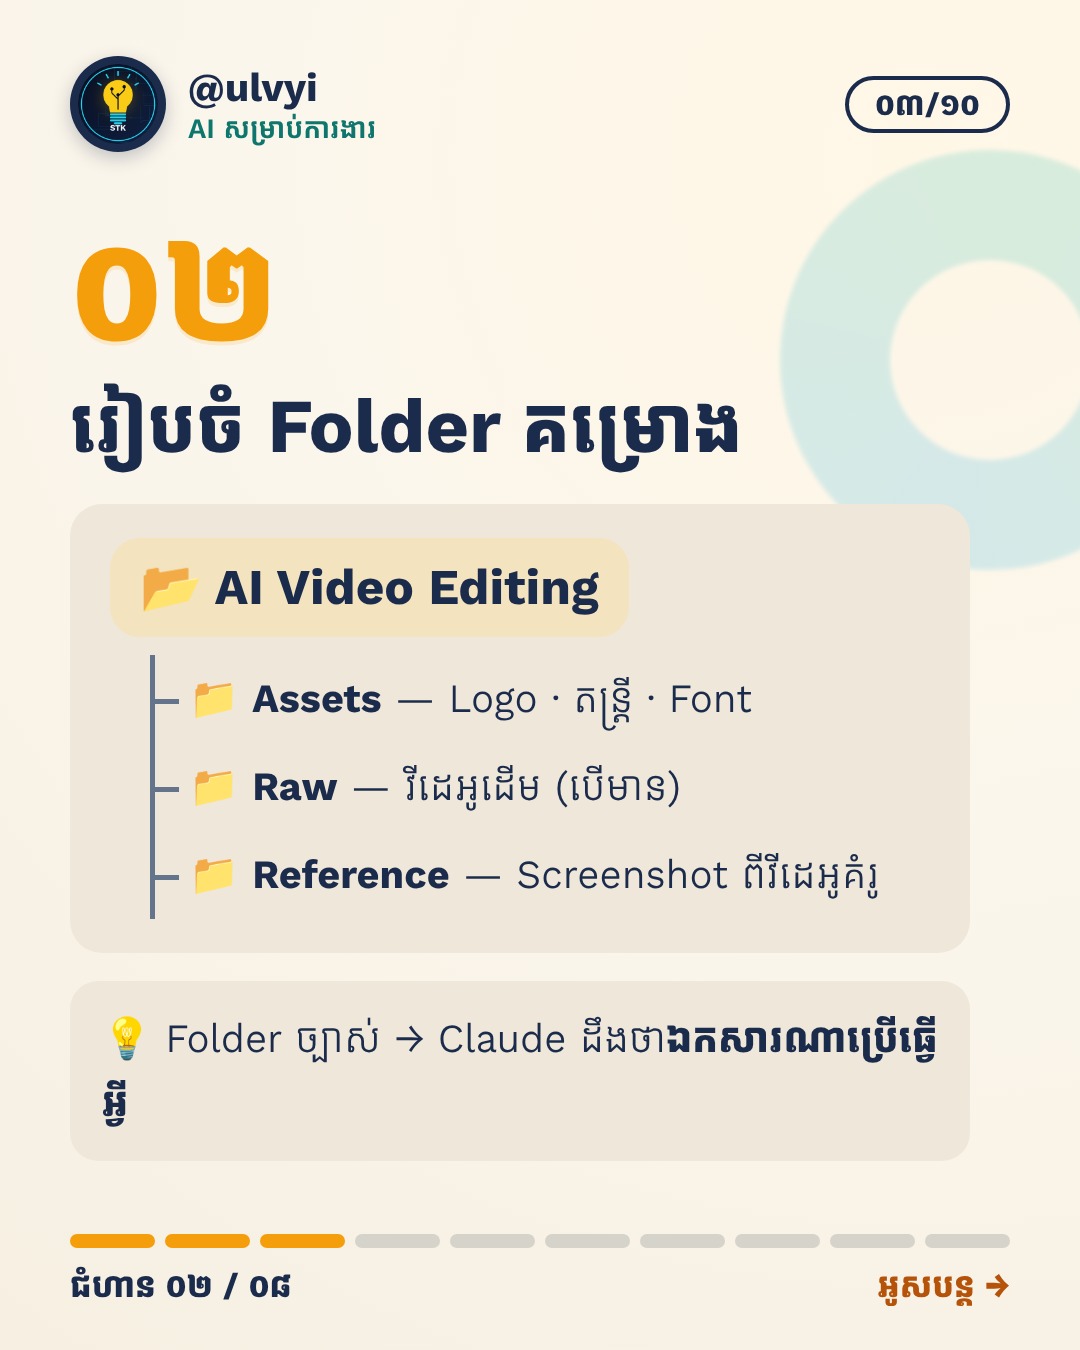 STK
@ulvyi
AI សម្រាប់ការងារ
០៣/១០
០២
រៀបចំ Folder គម្រោង
📂 AI Video Editing
📁 Assets — Logo · តន្ត្រី · Font
📁 Raw — វីដេអូដើម (បើមាន)
📁 Reference — Screenshot ពីវីដេអូគំរូ
💡 Folder ច្បាស់ → Claude ដឹងថាឯកសារណាប្រើធ្វើ
អ្វី
ជំហាន ០២ / ០៨
អូសបន្ត →